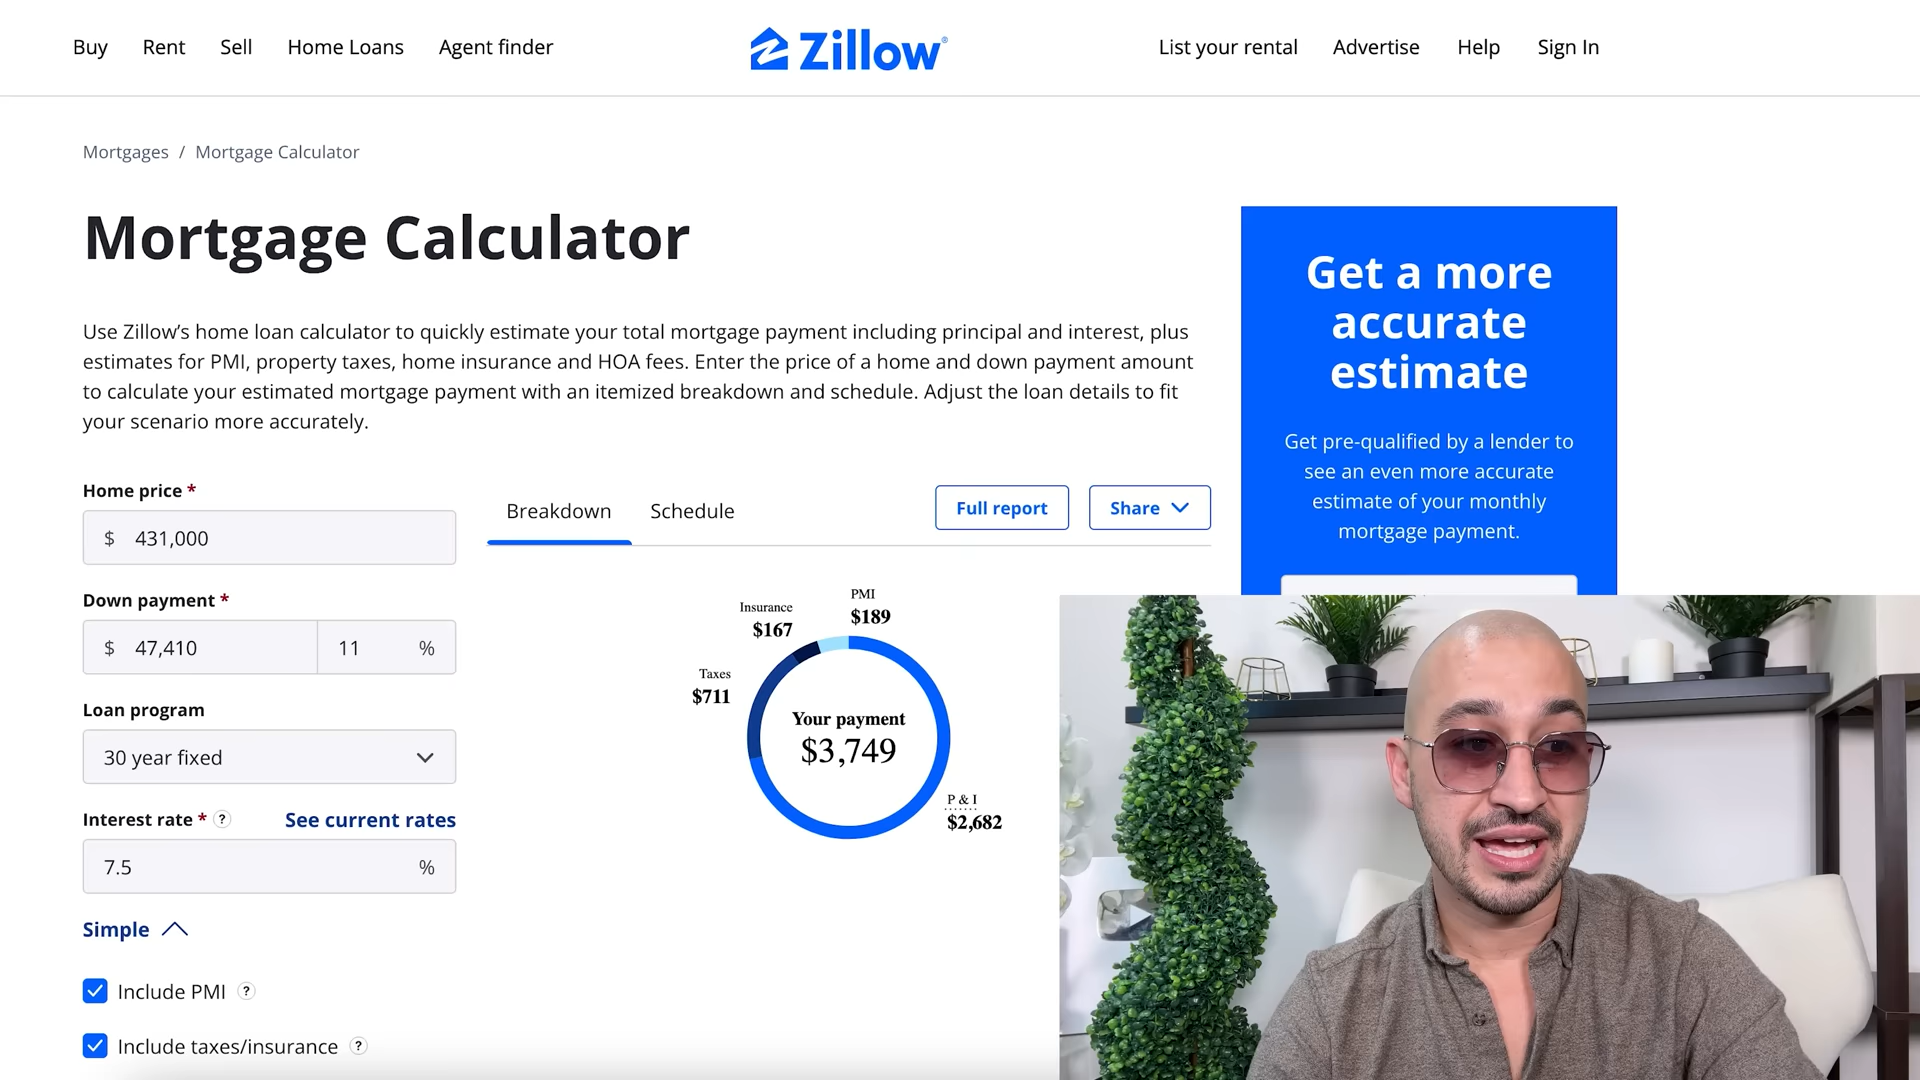 Buy Rent Sell Home Loans Agent finder Zillow® List your rental Advertise Help Sign In
Mortgages / Mortgage Calculator
Mortgage Calculator
Use Zillow’s home loan calculator to quickly estimate your total mortgage payment including principal and interest, plus
estimates for PMI, property taxes, home insurance and HOA fees. Enter the price of a home and down payment amount
to calculate your estimated mortgage payment with an itemized breakdown and schedule. Adjust the loan details to fit
your scenario more accurately.
Home price *
$ 431,000
Down payment *
$ 47,410 11 %
Loan program
30 year fixed
Interest rate * ? See current rates
7.5 %
Simple
Include PMI ?
Include taxes/insurance ?
Breakdown Schedule Full report Share
PMI
$189
Insurance
$167
Taxes
$711
Your payment
$3,749
P & I
$2,682
Get a more
accurate
estimate
Get pre-qualified by a lender to
see an even more accurate
estimate of your monthly
mortgage payment.